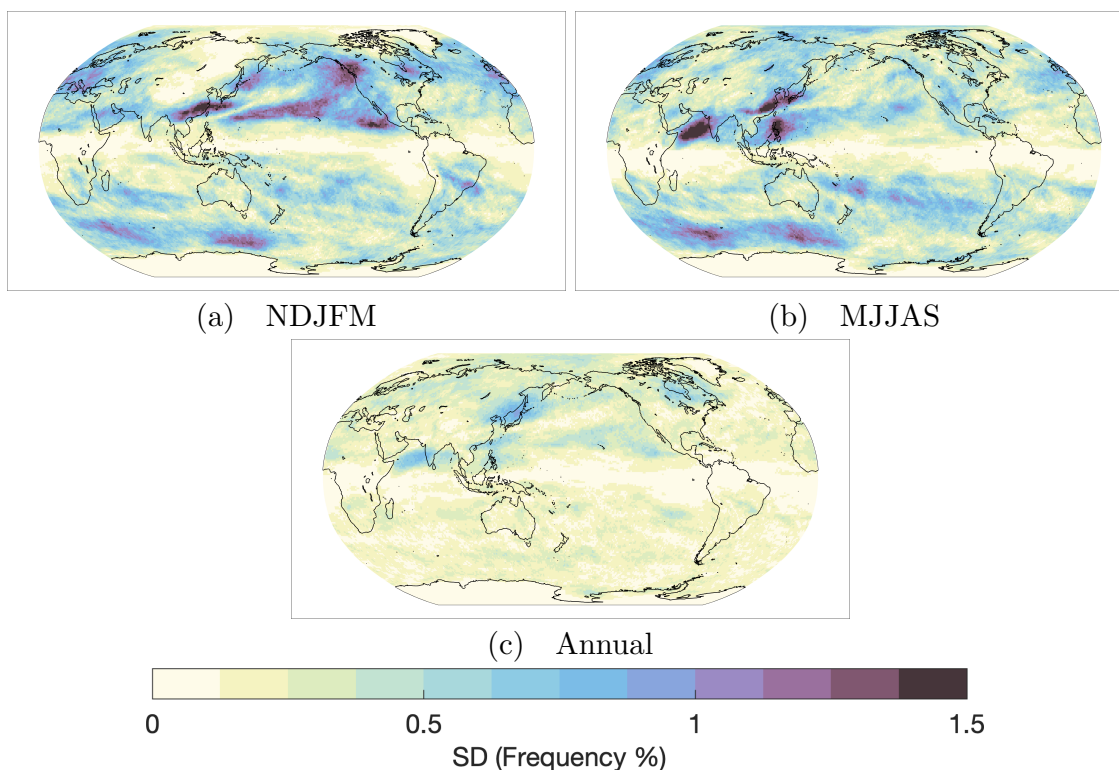 (a) NDJFM
(b) MJJAS
(c) Annual
0 0.5 1 1.5
SD (Frequency %)